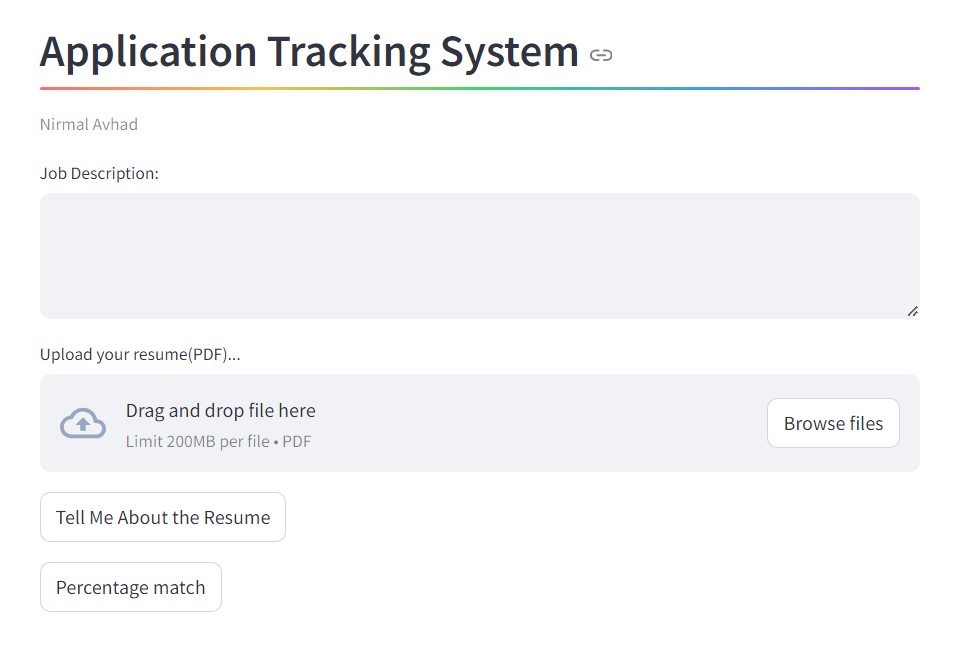 Application Tracking System
Nirmal Avhad
Job Description:
Upload your resume(PDF)...
Drag and drop file here
Limit 200MB per file • PDF
Browse files
Tell Me About the Resume
Percentage match